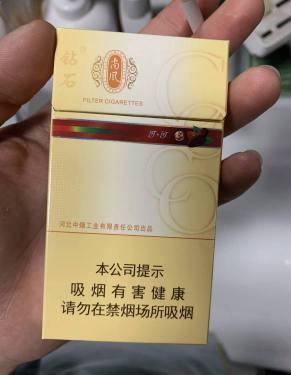 钻石
尚风
FILTER CIGARETTES
河北中烟工业有限责任公司出品
本公司提示
吸烟有害健康
请勿在禁烟场所吸烟